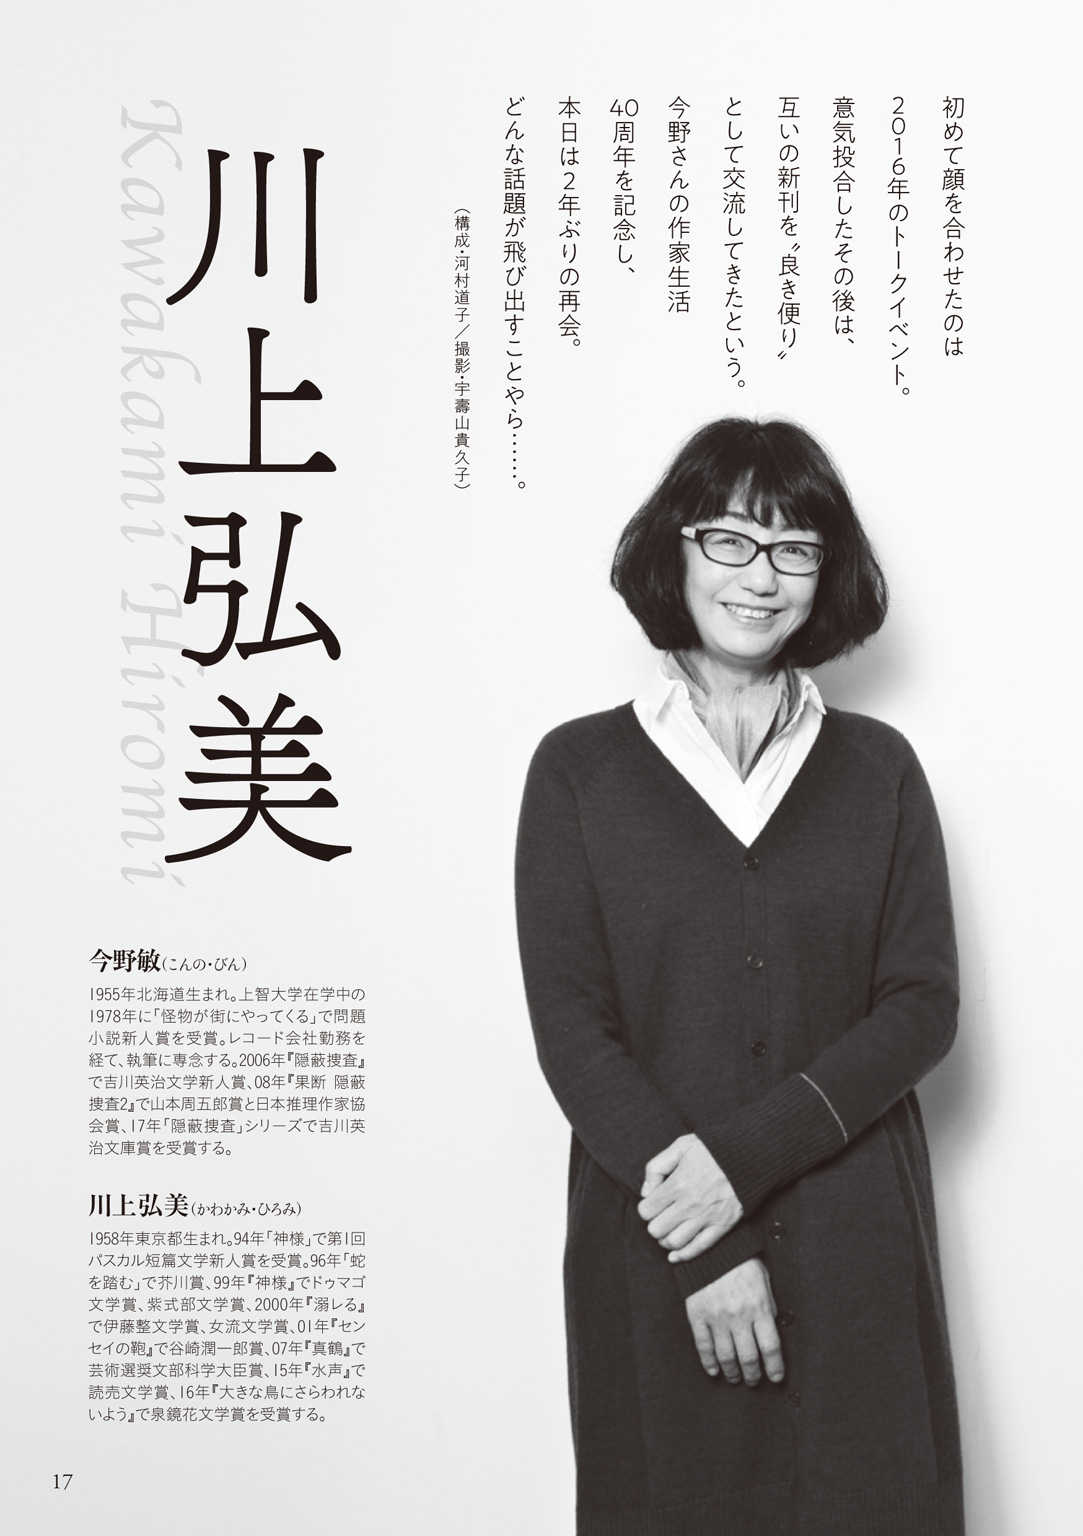 初めて顔を合わせたのは
2016年のトークイベント。
意気投合したその後は、
互いの新刊を〝良き便り〟
として交流してきたという。
今野さんの作家生活
40周年を記念し、
本日は2年ぶりの再会。
どんな話題が飛び出すことやら……。
（構成・河村道子／撮影・宇壽山貴久子）
川上弘美
Kawakami Hiromi
今野敏（こんの・びん）
1955年北海道生まれ。上智大学在学中の
1978年に「怪物が街にやってくる」で問題
小説新人賞を受賞。レコード会社勤務を
経て、執筆に専念する。2006年『隠蔽捜査』
で吉川英治文学新人賞、08年『果断 隠蔽
捜査2』で山本周五郎賞と日本推理作家協
会賞、17年「隠蔽捜査」シリーズで吉川英
治文庫賞を受賞する。
川上弘美（かわかみ・ひろみ）
1958年東京都生まれ。94年「神様」で第1回
パスカル短篇文学新人賞を受賞。96年「蛇
を踏む」で芥川賞、99年『神様』でドゥマゴ
文学賞、紫式部文学賞、2000年『溺レる』
で伊藤整文学賞、女流文学賞、01年『セン
セイの鞄』で谷崎潤一郎賞、07年『真鶴』で
芸術選奨文部科学大臣賞、15年『水声』で
読売文学賞、16年『大きな鳥にさらわれな
いよう』で泉鏡花文学賞を受賞する。
17